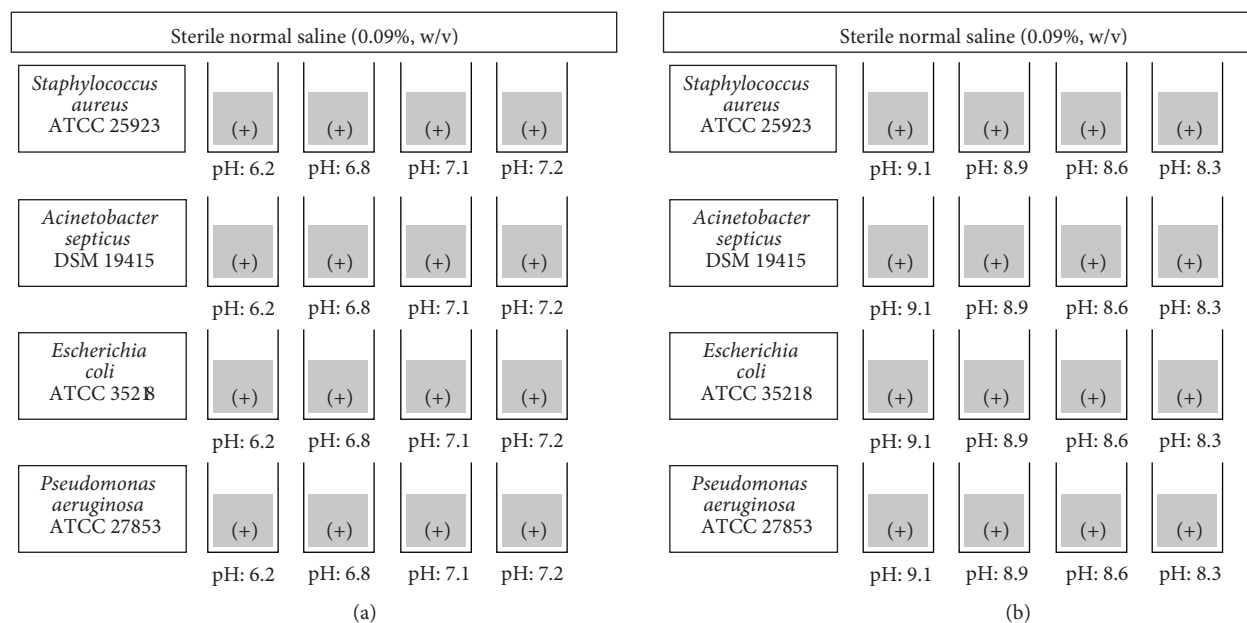 Sterile normal saline (0.09%, w/v)
Staphylococcus
aureus
ATCC 25923
(+) (+) (+) (+)
pH: 6.2 pH: 6.8 pH: 7.1 pH: 7.2
Acinetobacter
septicus
DSM 19415
(+) (+) (+) (+)
pH: 6.2 pH: 6.8 pH: 7.1 pH: 7.2
Escherichia
coli
ATCC 35218
(+) (+) (+) (+)
pH: 6.2 pH: 6.8 pH: 7.1 pH: 7.2
Pseudomonas
aeruginosa
ATCC 27853
(+) (+) (+) (+)
pH: 6.2 pH: 6.8 pH: 7.1 pH: 7.2
(a)
Sterile normal saline (0.09%, w/v)
Staphylococcus
aureus
ATCC 25923
(+) (+) (+) (+)
pH: 9.1 pH: 8.9 pH: 8.6 pH: 8.3
Acinetobacter
septicus
DSM 19415
(+) (+) (+) (+)
pH: 9.1 pH: 8.9 pH: 8.6 pH: 8.3
Escherichia
coli
ATCC 35218
(+) (+) (+) (+)
pH: 9.1 pH: 8.9 pH: 8.6 pH: 8.3
Pseudomonas
aeruginosa
ATCC 27853
(+) (+) (+) (+)
pH: 9.1 pH: 8.9 pH: 8.6 pH: 8.3
(b)